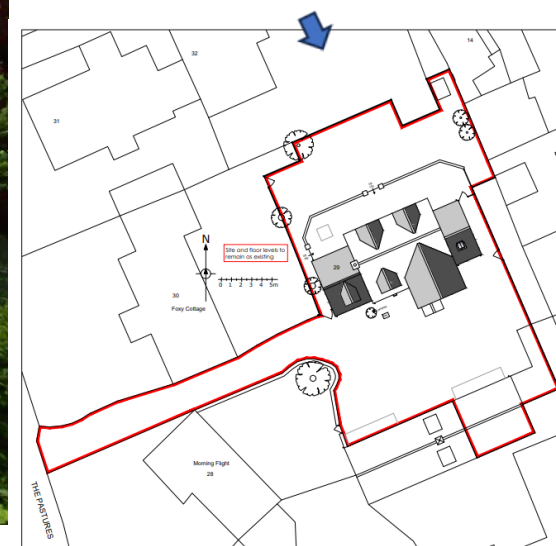 32
14
31
N
Site and floor levels to
remain as existing
0 1 2 3 4 5m
29
30
Foxy Cottage
Morning Flight
28
THE PASTURES